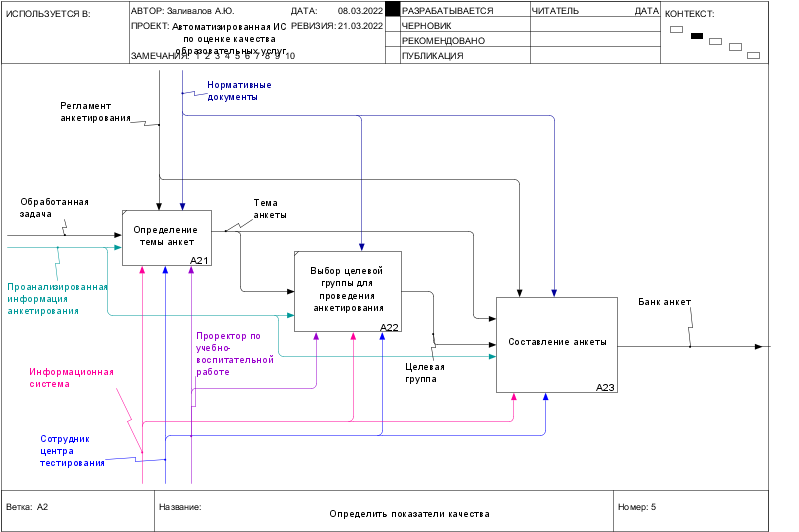 ИСПОЛЬЗУЕТСЯ В:
АВТОР: Заливалов А.Ю.
ДАТА: 08.03.2022
РАЗРАБАТЫВАЕТСЯ
ЧИТАТЕЛЬ
ДАТА
КОНТЕКСТ:
ПРОЕКТ: Автоматизированная ИС
по оценке качества
образовательных услуг
РЕВИЗИЯ: 21.03.2022
ЧЕРНОВИК
РЕКОМЕНДОВАНО
ЗАМЕЧАНИЯ: 1 2 3 4 5 6 7 8 9 10
ПУБЛИКАЦИЯ
Нормативные
документы
Регламент
анкетирования
Обработанная
задача
Тема
анкеты
Определение
темы анкет
A21
Проанализированная
информация
анкетирования
Выбор целевой
группы для
проведения
анкетирования
A22
Банк анкет
Составление анкеты
A23
Проректор по
учебно-
воспитательной
работе
Целевая
группа
Информационная
система
Сотрудник
центра
тестирования
Ветка: A2
Название:
Определить показатели качества
Номер: 5